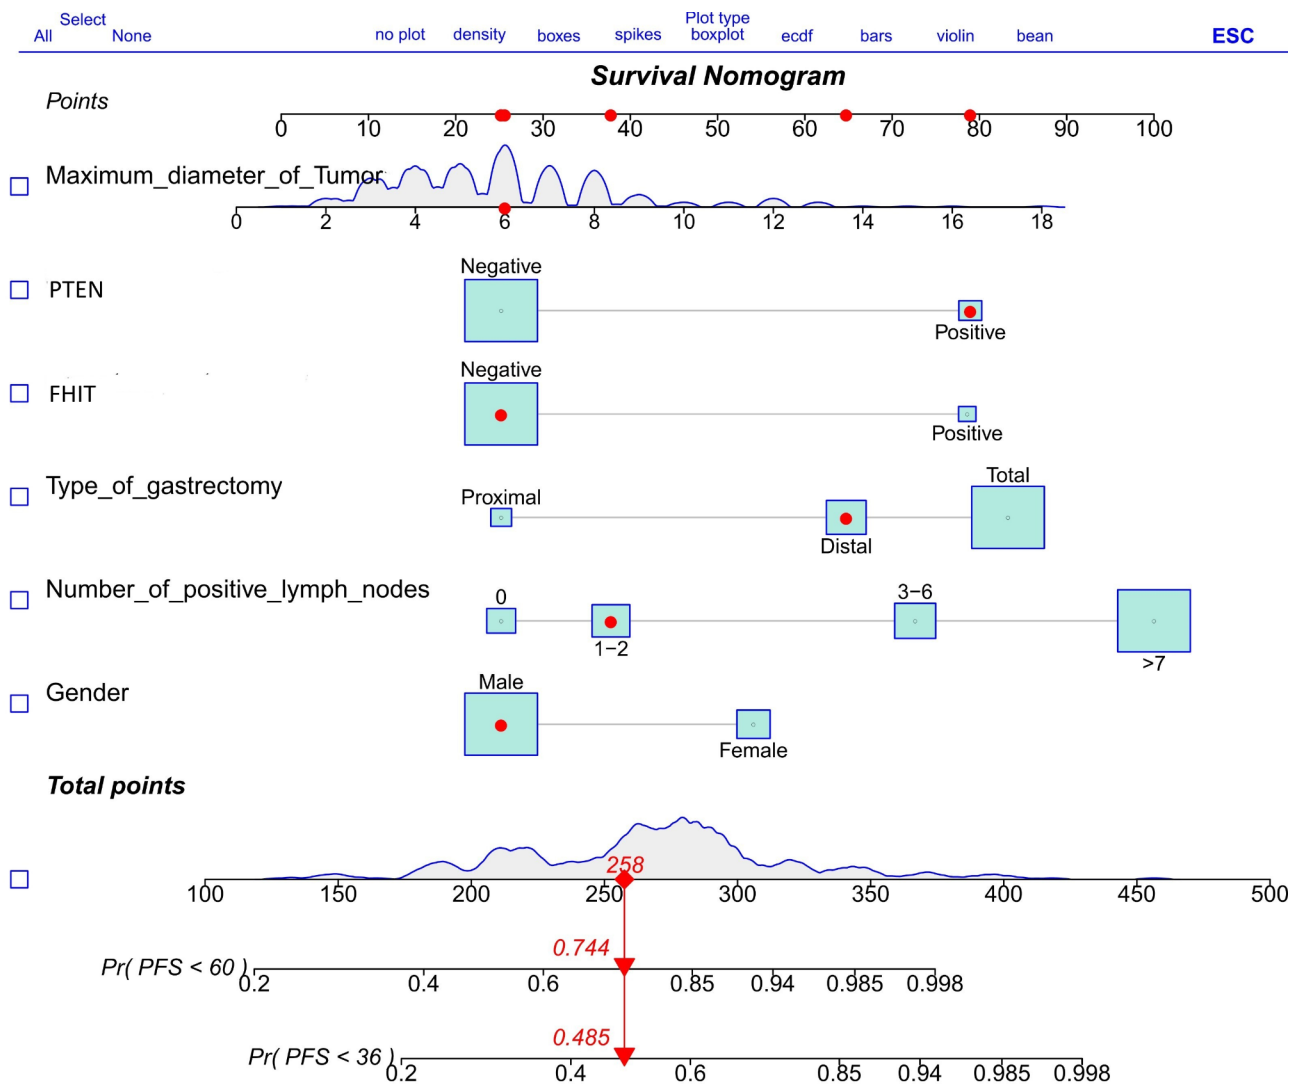 Select
All None no plot density boxes spikes Plot type boxplot ecdf bars violin bean ESC
Survival Nomogram
Points
0 10 20 30 40 50 60 70 80 90 100
Maximum_diameter_of_Tumor
0 2 4 6 8 10 12 14 16 18
Negative
PTEN
Positive
Negative
FHIT
Positive
Type_of_gastrectomy
Proximal
Distal
Total
Number_of_positive_lymph_nodes
0
1−2
3−6
>7
Gender
Male
Female
Total points
258
100 150 200 250 300 350 400 450 500
0.744
Pr( PFS < 60 )
0.2 0.4 0.6 0.85 0.94 0.985 0.998
0.485
Pr( PFS < 36 )
0.2 0.4 0.6 0.85 0.94 0.985 0.998